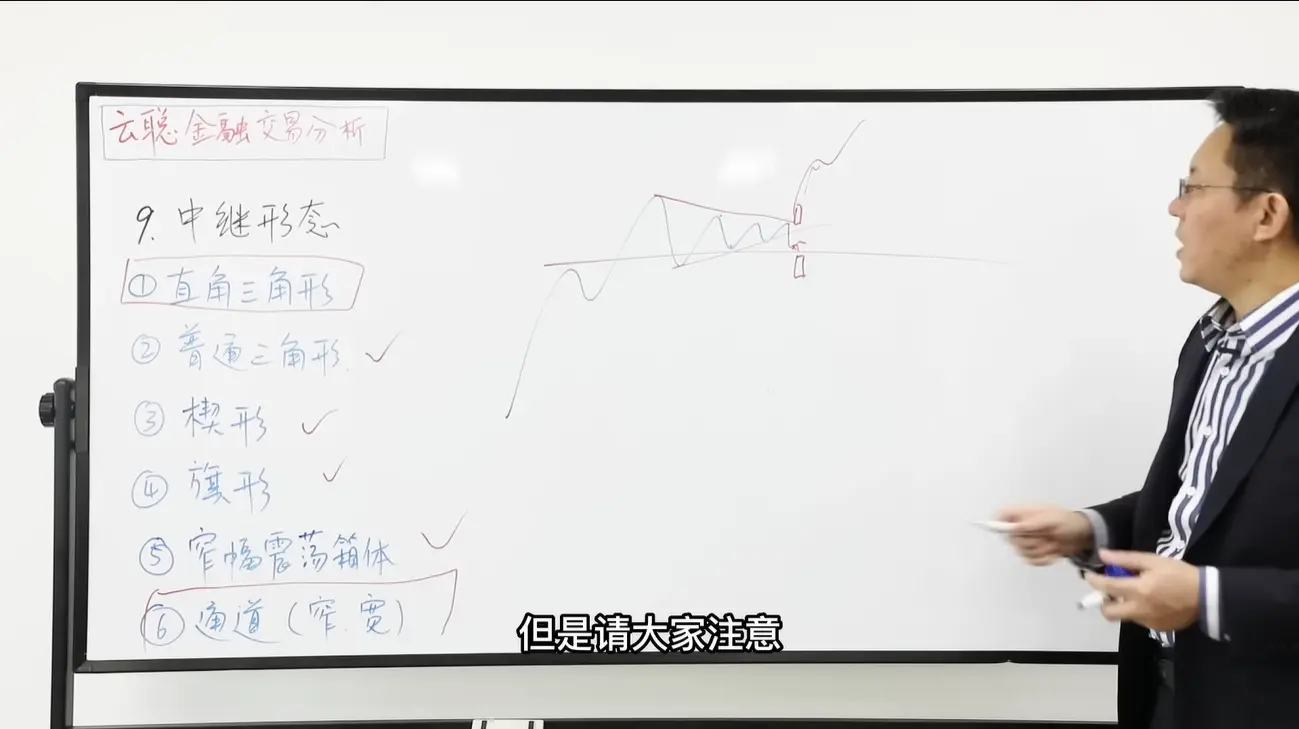 云聪金融交易分析
9. 中继形态
① 直角三角形
② 普通三角形
③ 楔形
④ 旗形
⑤ 窄幅震荡箱体
⑥ 通道(窄.宽)
但是请大家注意